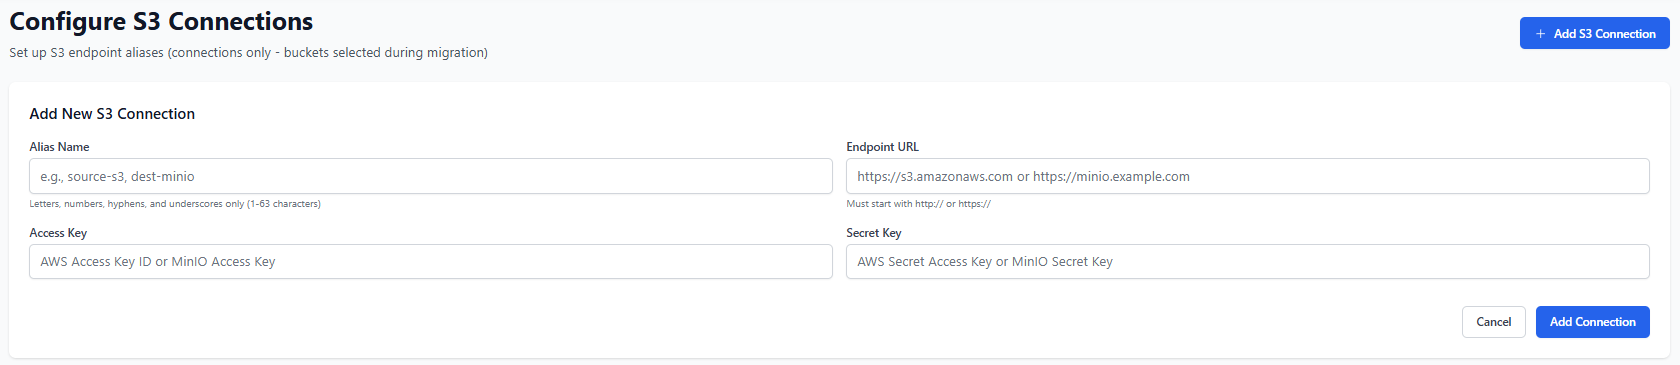 Configure S3 Connections
Set up S3 endpoint aliases (connections only - buckets selected during migration)
+ Add S3 Connection
Add New S3 Connection
Alias Name
e.g., source-s3, dest-minio
Letters, numbers, hyphens, and underscores only (1-63 characters)
Endpoint URL
https://s3.amazonaws.com or https://minio.example.com
Must start with http:// or https://
Access Key
AWS Access Key ID or MinIO Access Key
Secret Key
AWS Secret Access Key or MinIO Secret Key
Cancel
Add Connection